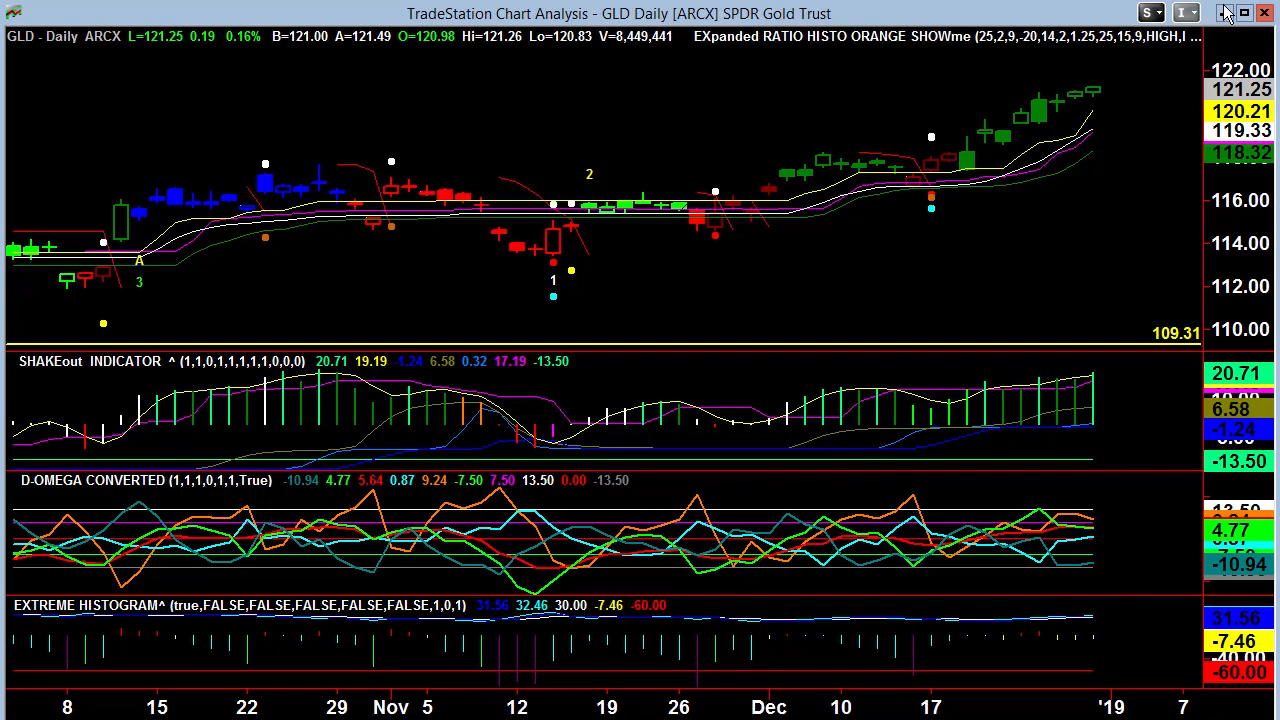 TradeStation Chart Analysis - GLD Daily [ARCX] SPDR Gold Trust
S
I
GLD - Daily ARCX L=121.25 0.19 0.16% B=121.00 A=121.49 O=120.98 Hi=121.26 Lo=120.83 V=8,449,441 EXpanded RATIO HISTO ORANGE SHOWme (25,2,9,-20,14,2,1.25,25,15,9,HIGH,I ...
122.00
121.25
120.21
119.33
118.32
2
116.00
114.00
A
3
1
112.00
110.00
109.31
SHAKEout INDICATOR ^ (1,1,0,1,1,1,1,1,0,0,0) 20.71 19.19 -1.24 6.58 0.32 17.19 -13.50
20.71
6.58
-1.24
-13.50
D-OMEGA CONVERTED (1,1,1,0,1,1,True) -10.94 4.77 5.64 0.87 9.24 -7.50 7.50 13.50 0.00 -13.50
13.50
4.77
-10.94
EXTREME HISTOGRAM^ (true,FALSE,FALSE,FALSE,FALSE,FALSE,1,0,1) 31.56 32.46 30.00 -7.46 -60.00
31.56
-7.46
-40.00
-60.00
8 15 22 29 Nov 5 12 19 26 Dec 10 17 '19 7